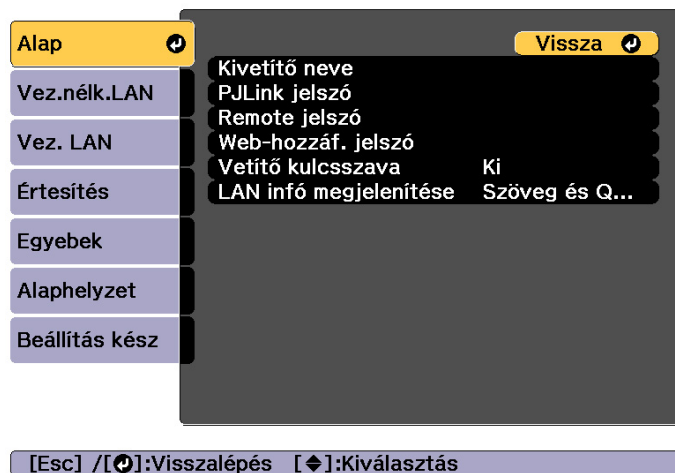 Alap
Vez.nélk.LAN
Vez. LAN
Értesítés
Egyebek
Alaphelyzet
Beállítás kész
Vissza
Kivetítő neve
PJLink jelszó
Remote jelszó
Web-hozzáf. jelszó
Vetítő kulcsszava Ki
LAN infó megjelenítése Szöveg és Q...
[Esc] /[↵]:Visszalépés [◆]:Kiválasztás